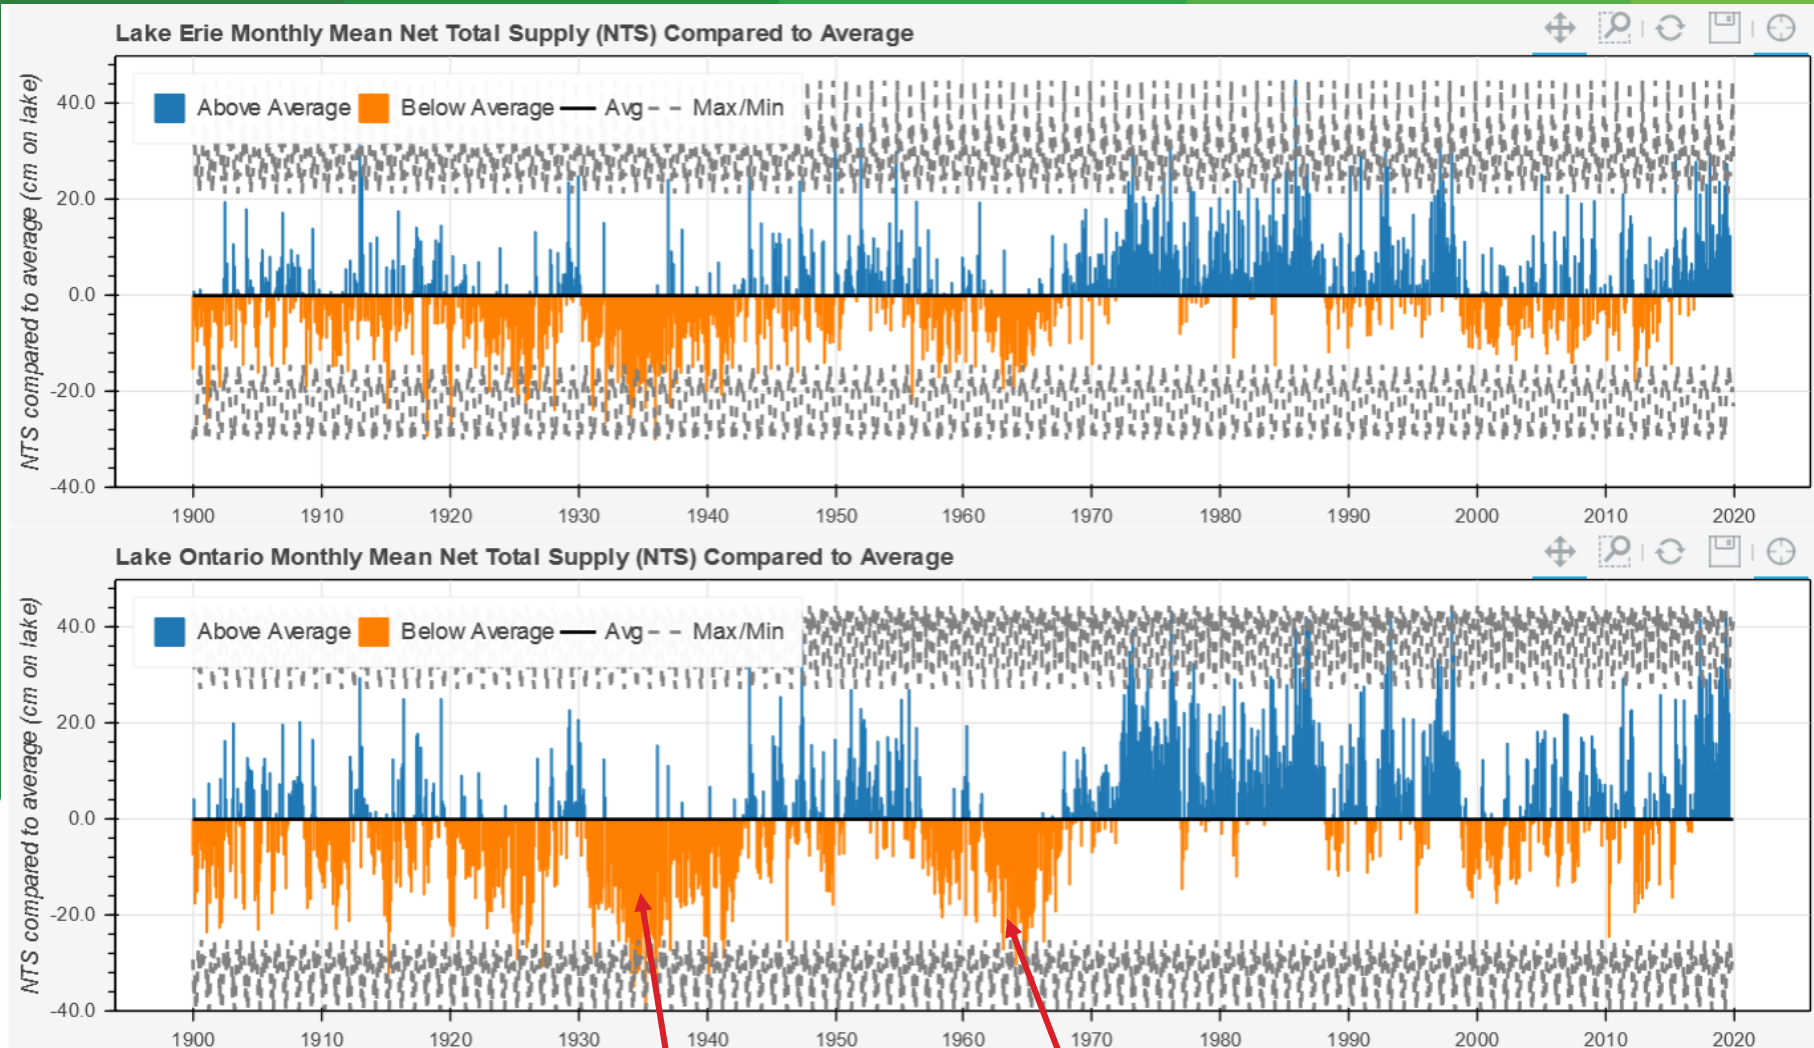 Lake Erie Monthly Mean Net Total Supply (NTS) Compared to Average
NTS compared to average (cm on lake)
Above Average Below Average Avg Max/Min
40.0
20.0
0.0
-20.0
-40.0
1900 1910 1920 1930 1940 1950 1960 1970 1980 1990 2000 2010 2020
Lake Ontario Monthly Mean Net Total Supply (NTS) Compared to Average
NTS compared to average (cm on lake)
Above Average Below Average Avg Max/Min
40.0
20.0
0.0
-20.0
-40.0
1900 1910 1920 1930 1940 1950 1960 1970 1980 1990 2000 2010 2020